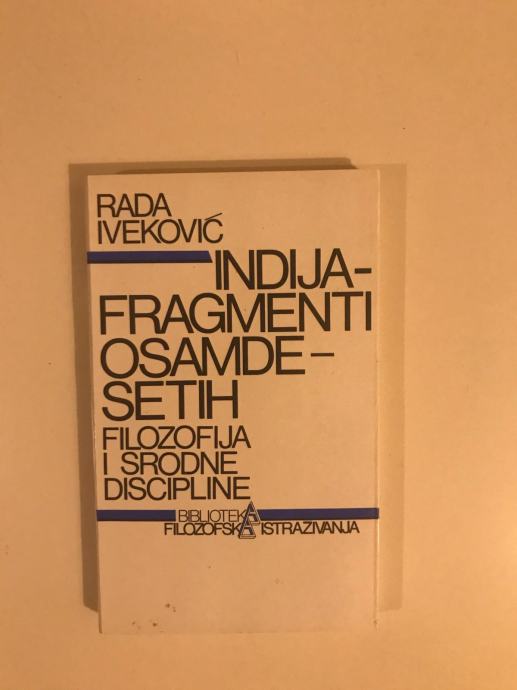 RADA
IVEKOVIĆ
INDIJA-
FRAGMENTI
OSAMDE-
SETIH
FILOZOFIJA
I SRODNE
DISCIPLINE
BIBLIOTEKA
FILOZOFSKA ISTRAŽIVANJA